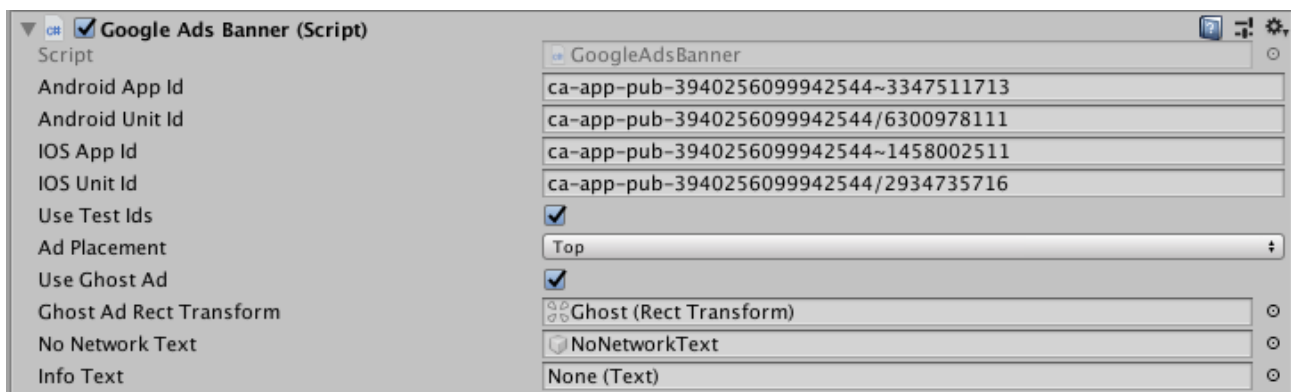 Google Ads Banner (Script)
Script GoogleAdsBanner
Android App Id ca-app-pub-3940256099942544~3347511713
Android Unit Id ca-app-pub-3940256099942544/6300978111
IOS App Id ca-app-pub-3940256099942544~1458002511
IOS Unit Id ca-app-pub-3940256099942544/2934735716
Use Test Ids
Ad Placement Top
Use Ghost Ad
Ghost Ad Rect Transform Ghost (Rect Transform)
No Network Text NoNetworkText
Info Text None (Text)